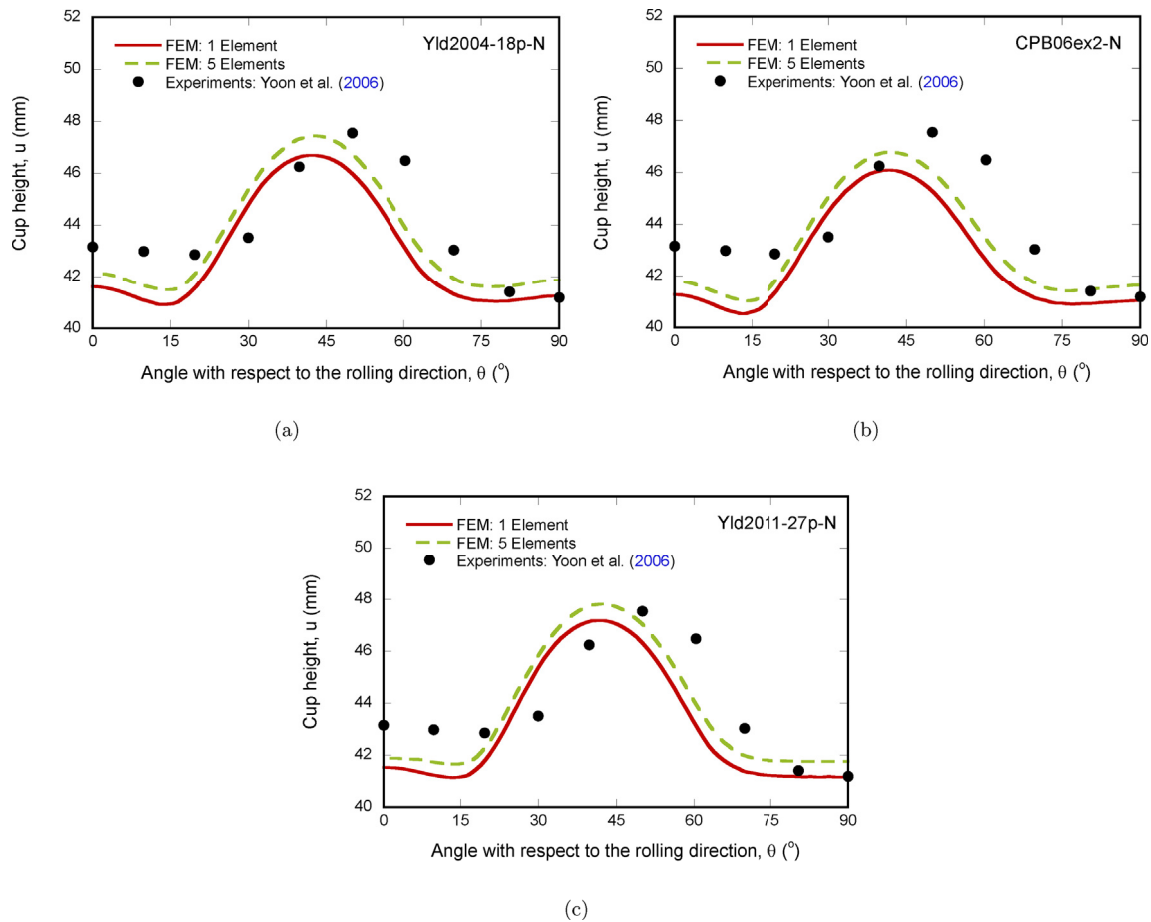 52
50
48
46
44
42
40
Cup height, u (mm)
Yld2004-18p-N
FEM: 1 Element
FEM: 5 Elements
Experiments: Yoon et al. (2006)
0 15 30 45 60 75 90
Angle with respect to the rolling direction, θ (°)
(a)
52
50
48
46
44
42
40
Cup height, u (mm)
CPB06ex2-N
FEM: 1 Element
FEM: 5 Elements
Experiments: Yoon et al. (2006)
0 15 30 45 60 75 90
Angle with respect to the rolling direction, θ (°)
(b)
52
50
48
46
44
42
40
Cup height, u (mm)
Yld2011-27p-N
FEM: 1 Element
FEM: 5 Elements
Experiments: Yoon et al. (2006)
0 15 30 45 60 75 90
Angle with respect to the rolling direction, θ (°)
(c)